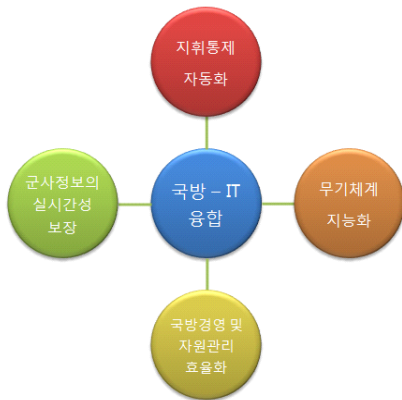 지휘통제
자동화
군사정보의
실시간성
보장
국방 – IT
융합
무기체계
지능화
국방경영 및
자원관리
효율화